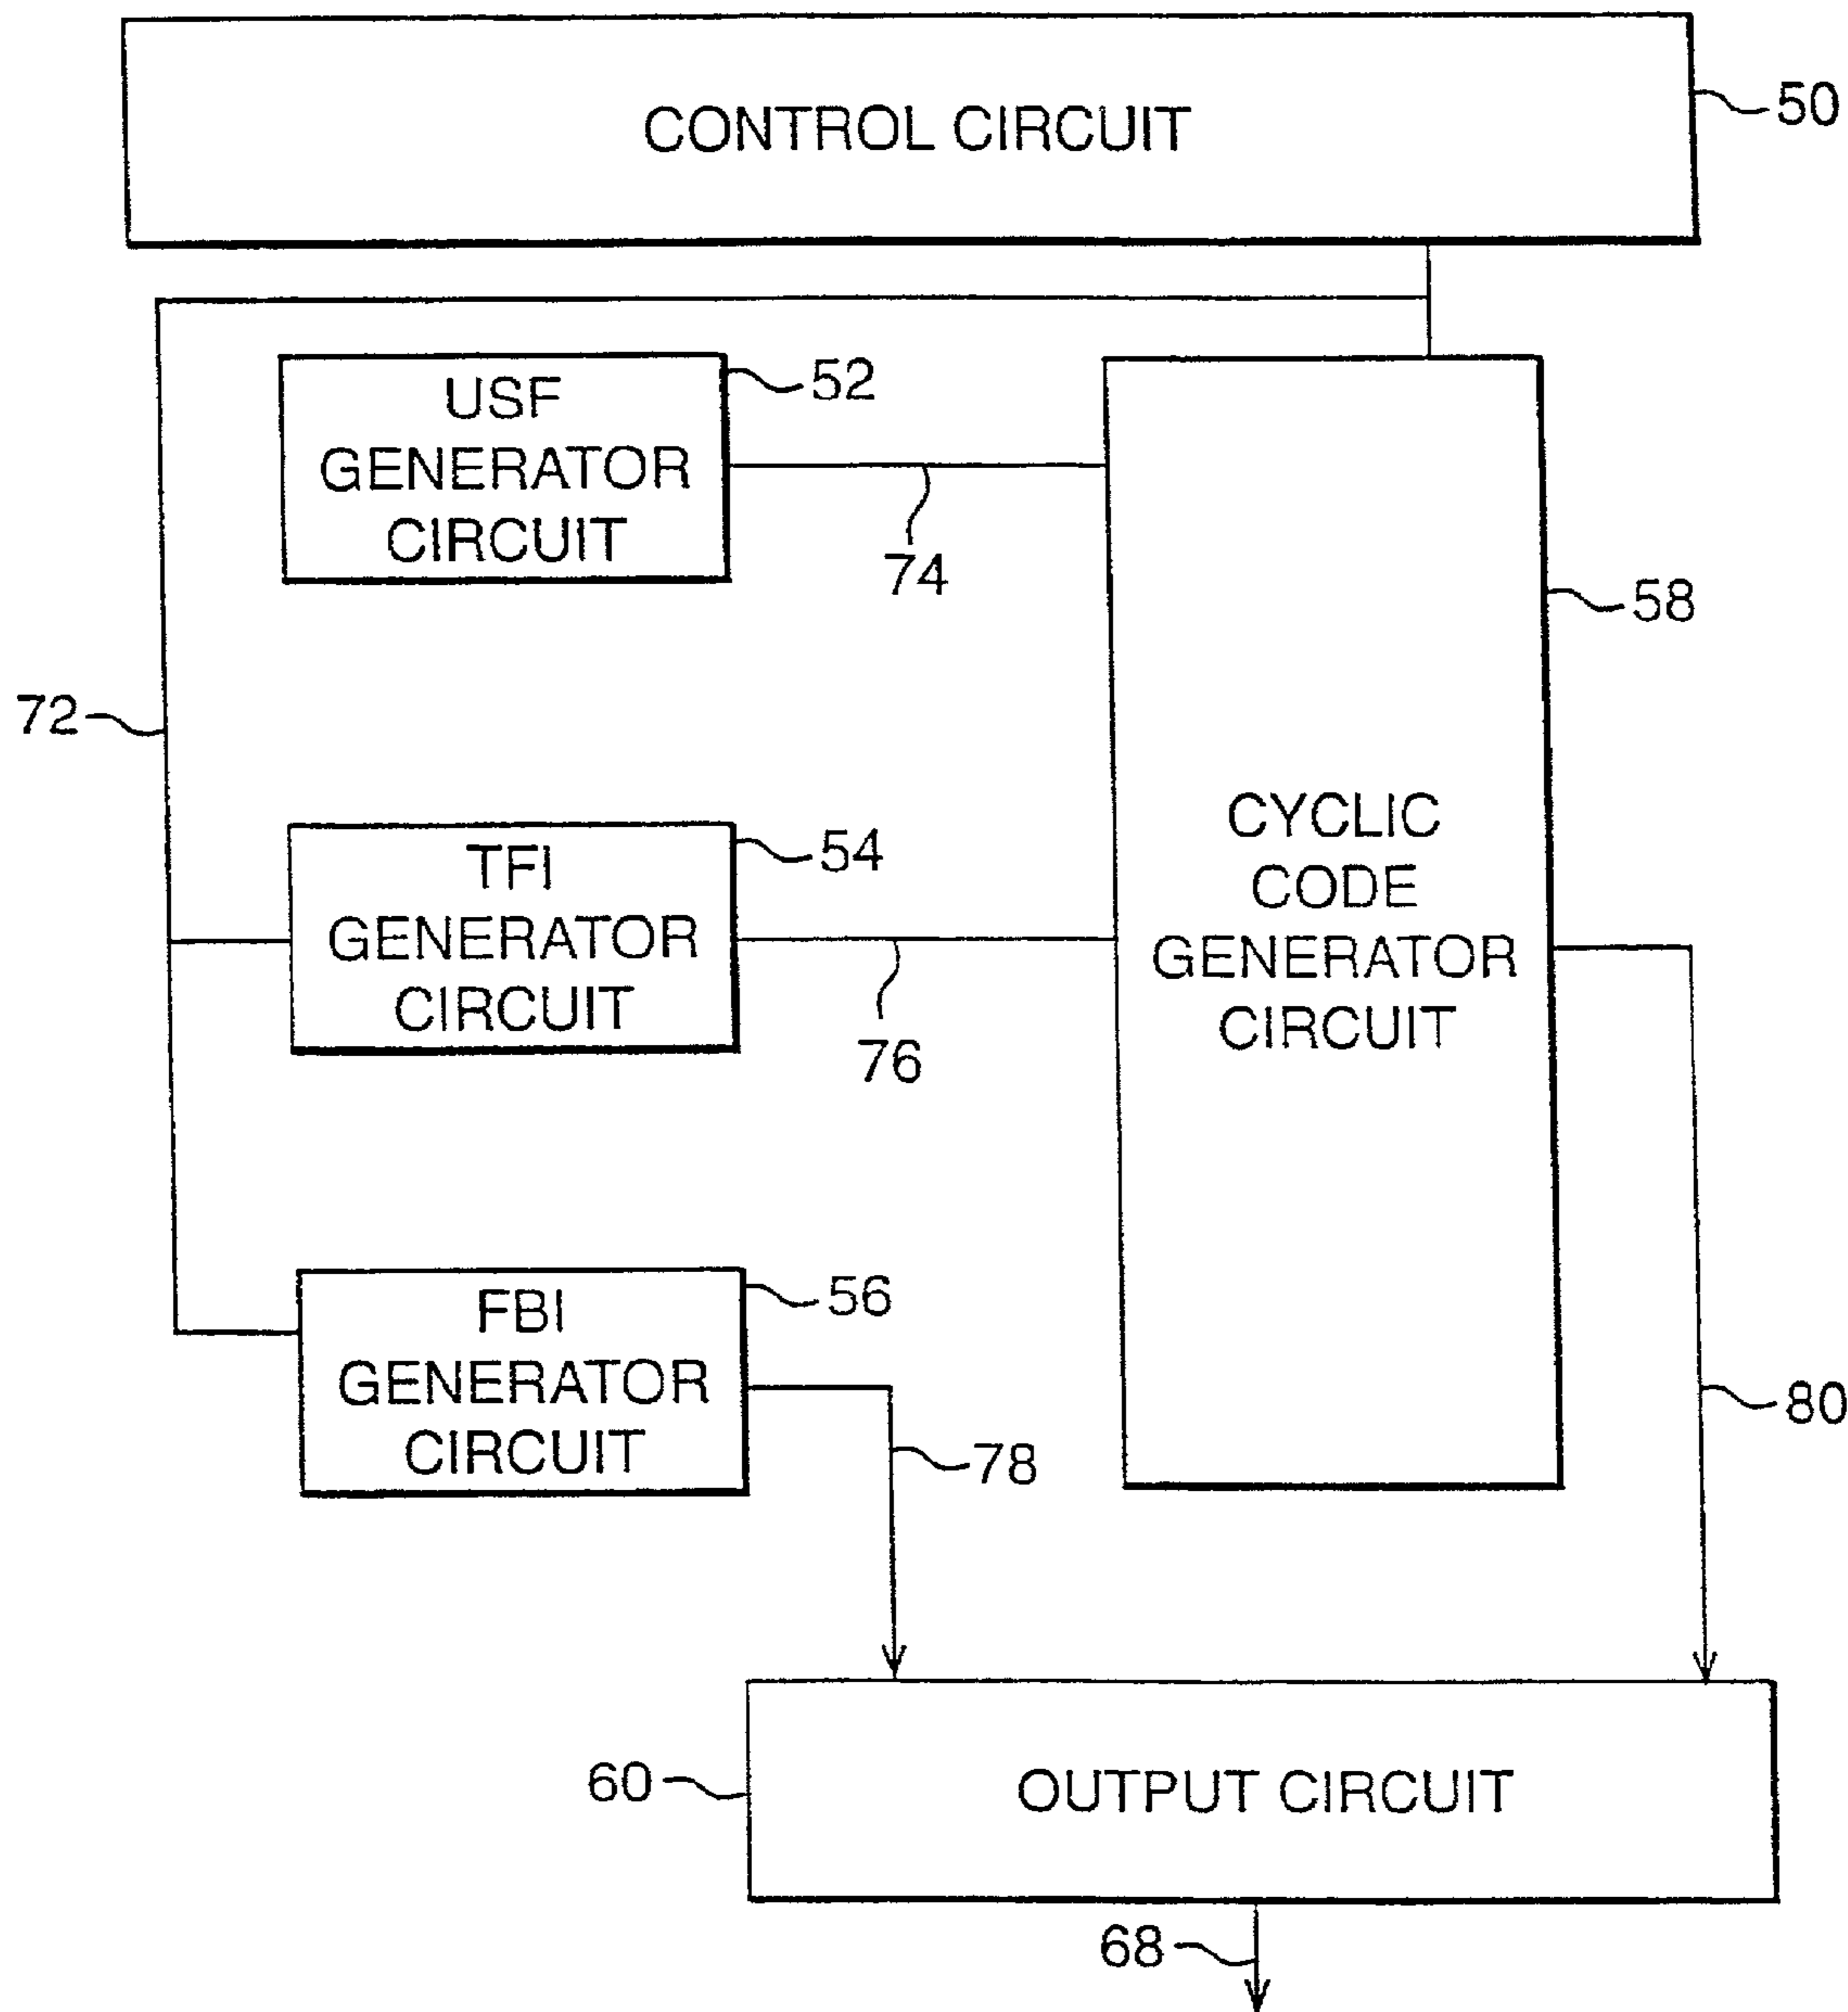 CONTROL CIRCUIT
50
USF
GENERATOR
CIRCUIT
52
74
58
72
TFI
GENERATOR
CIRCUIT
54
76
CYCLIC
CODE
GENERATOR
CIRCUIT
FBI
GENERATOR
CIRCUIT
56
78
80
60
OUTPUT CIRCUIT
68